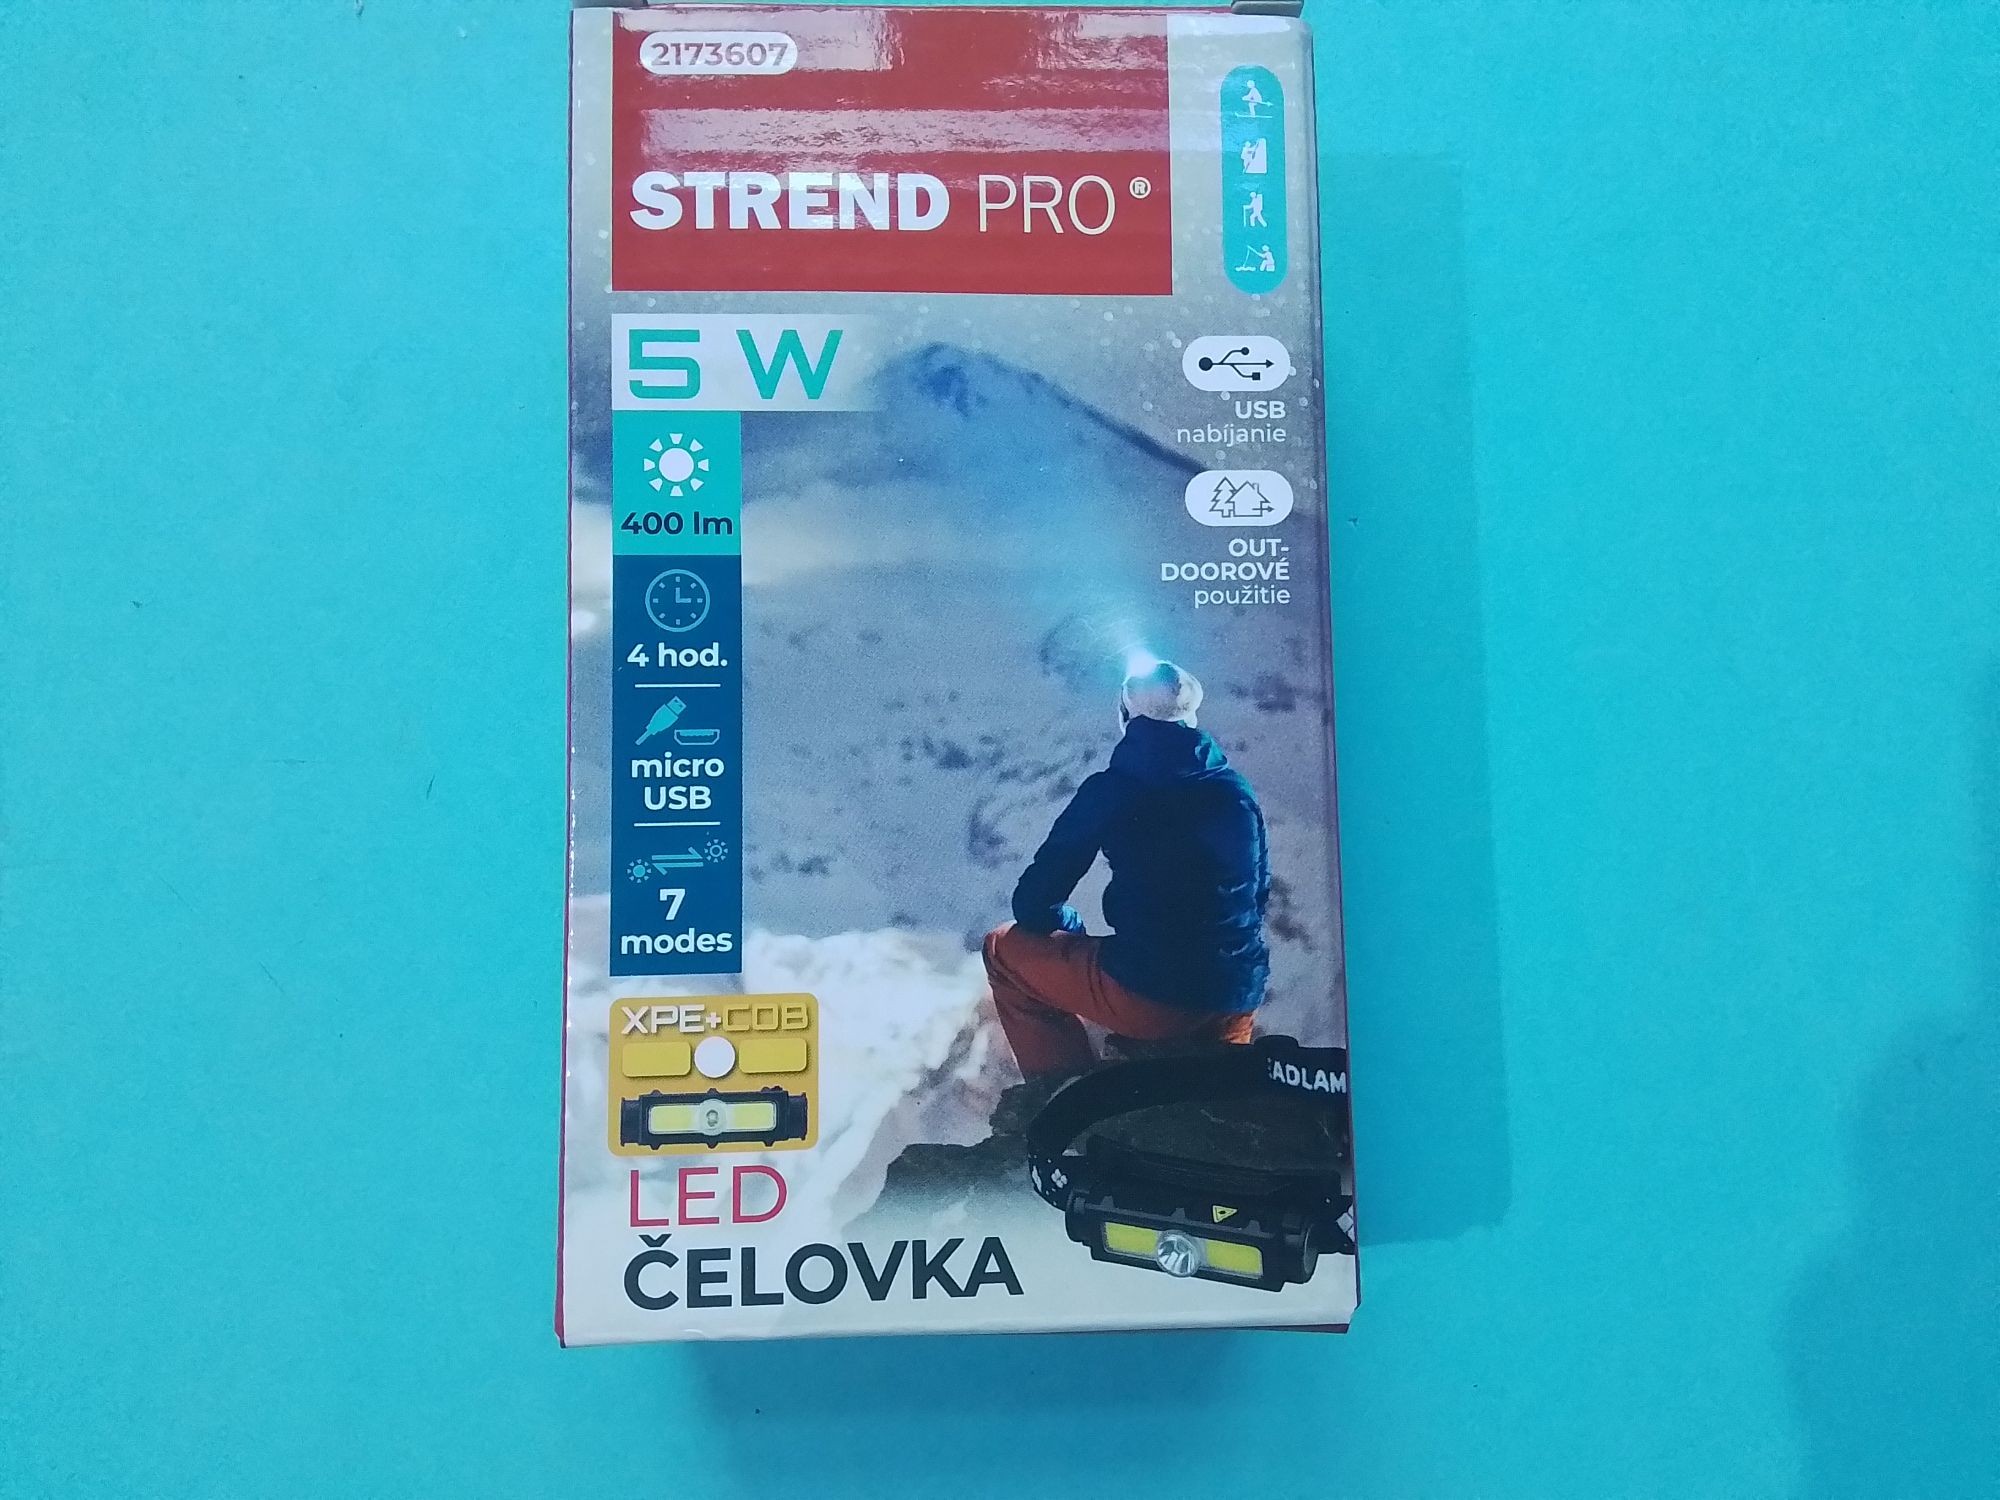 2173607
STREND PRO®
5 W
400 lm
4 hod.
micro
USB
7
modes
USB
nabíjanie
OUT-
DOOROVÉ
použitie
XPE+COB
LED
ČELOVKA